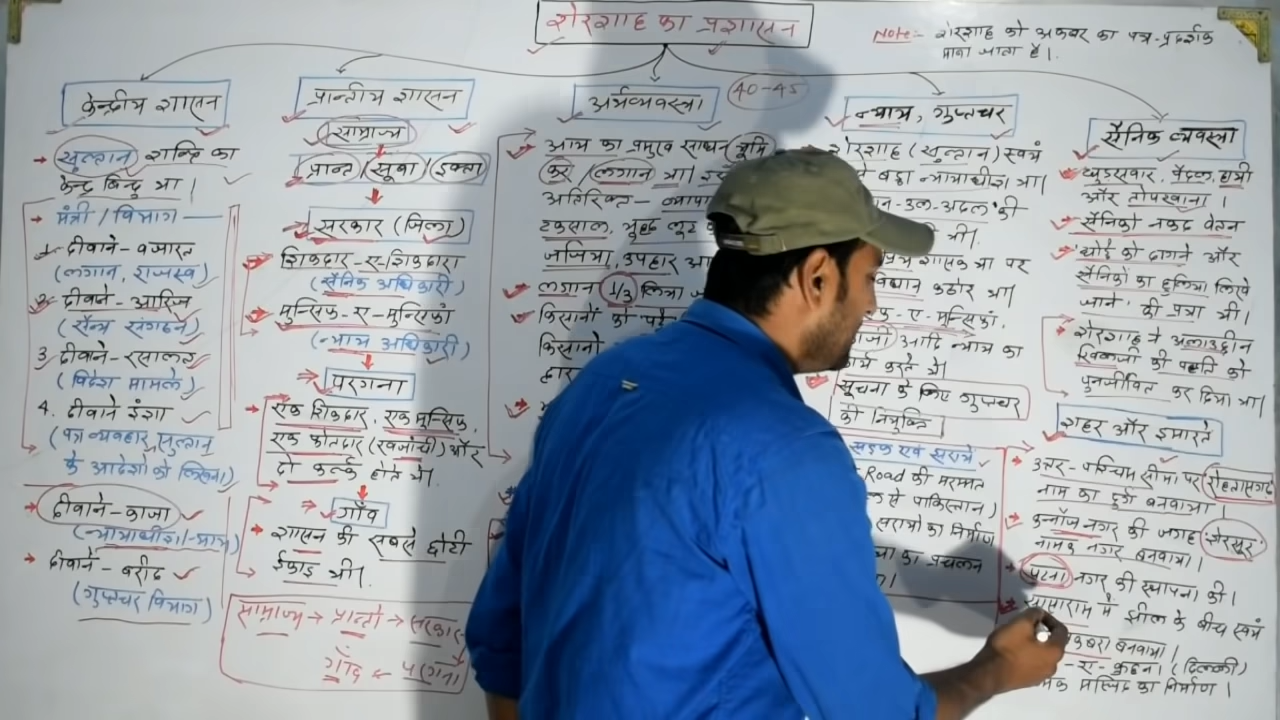 शेरशाह का प्रशासन
Note:- शेरशाह को अकबर का पथ-प्रदर्शक
माना जाता है।
केन्द्रीय शासन
→ सुल्तान शक्ति का
केन्द्र बिन्दु था।
मंत्री / विभाग
1. दीवाने-वजारत
(लगान, राजस्व)
2. दीवाने-आरिज
(सैन्य संगठन)
3. दीवाने-रसालत
(विदेश मामले)
4. दीवाने इंशा
(पत्र व्यवहार, सुल्तान
के आदेशो को लिखना)
दीवाने-काजा
(न्यायाधीश/न्याय)
→ दीवाने-बरीद
(गुप्तचर विभाग)
प्रान्तीय शासन
साम्राज्य
प्रान्त / सूबा / इक्ता
सरकार (जिला)
शिकदार-ए-शिकदारा
(सैनिक अधिकारी)
मुन्सिफ-ए-मुन्सिफां
(न्याय अधिकारी)
परगना
एक शिकदार, एक मुन्सिफ,
एक फोतदार (खजांची) और
दो कर्ल्क होते थे।
गाँव
शासन की सबसे छोटी
ईकाई थी।
साम्राज्य → प्रान्तो → सरकार
गाँव ← परगना
अर्थव्यवस्था
40-45
आय का प्रमुख साधन भूमि
कर / लगान था।
अतिरिक्त-
टकसाल,
जजिया, उपहार
लगान 1/3 लिया
किसानों को
किसानो
न्याय, गुप्तचर
शेरशाह (सुल्तान) स्वयं
बड़ा न्यायाधीश था।
-उल-अदल की
थी।
था पर
कठोर था।
-ए-मुन्सिफां,
आदि न्याय का
कार्य करते थे।
सूचना के लिए गुप्तचर
की नियुक्ति।
सड़क एवं सराये
-Road की मरम्मत
से पाकिस्तान)
सरायो का निर्माण
का प्रचलन
सैनिक व्यवस्था
घुड़सवार, पैदल, हाथी
और तोपखाना।
सैनिको नकद वेतन
घोडे को दागने और
सैनिको का हुलिया लिखे
जाने की प्रथा थी।
शेरशाह ने अलाउद्दीन
खिलजी की पद्धति को
पुनर्जीवित कर दिया था।
शहर और इमारते
→ उत्तर-पश्चिम सीमा पर रोहतासगढ
नाम का दुर्ग बनवाया।
कन्नौज नगर की जगह 'शेरसूर'
नामक नगर बनवाया।
→ पटना नगर की स्थापना की।
सासाराम में झील के बीच स्वयं
बनवाया।
-ए-कुहना (दिल्ली)
मस्जिद का निर्माण।